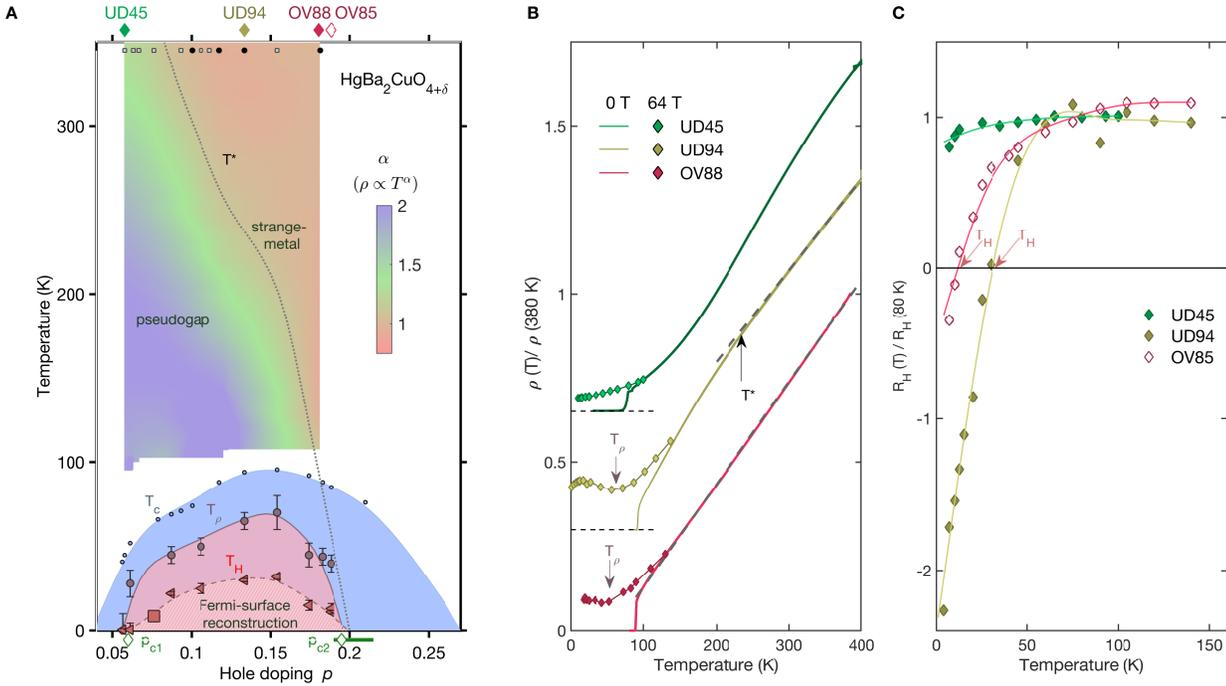 A
UD45
UD94
OV88 OV85
HgBa2CuO4+δ
T*
α
(ρ ∝ T^α)
2
1.5
1
strange-
metal
pseudogap
Tc
Tρ
TH
Fermi-surface
reconstruction
pc1
pc2
300
200
100
0
Temperature (K)
0.05
0.1
0.15
0.2
0.25
Hole doping p
B
0 T 64 T
UD45
UD94
OV88
T*
Tρ
Tρ
1.5
1
0.5
0
ρ (T)/ ρ (380 K)
0
100
200
300
400
Temperature (K)
C
TH
TH
UD45
UD94
OV85
1
0
-1
-2
RH (T) / RH (80 K)
0
50
100
Temperature (K)